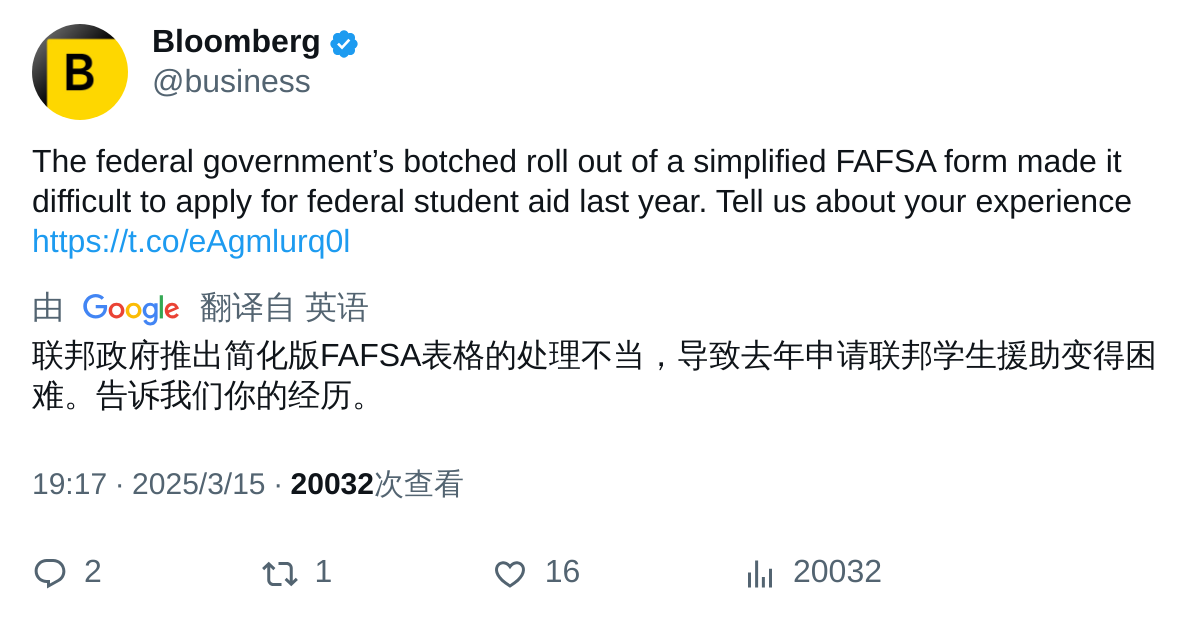 B
Bloomberg
@business
The federal government’s botched roll out of a simplified FAFSA form made it
difficult to apply for federal student aid last year. Tell us about your experience
https://t.co/eAgmlurq0l
由 Google 翻译自 英语
联邦政府推出简化版FAFSA表格的处理不当，导致去年申请联邦学生援助变得困
难。告诉我们你的经历。
19:17 · 2025/3/15 · 20032次查看
2 1 16 20032